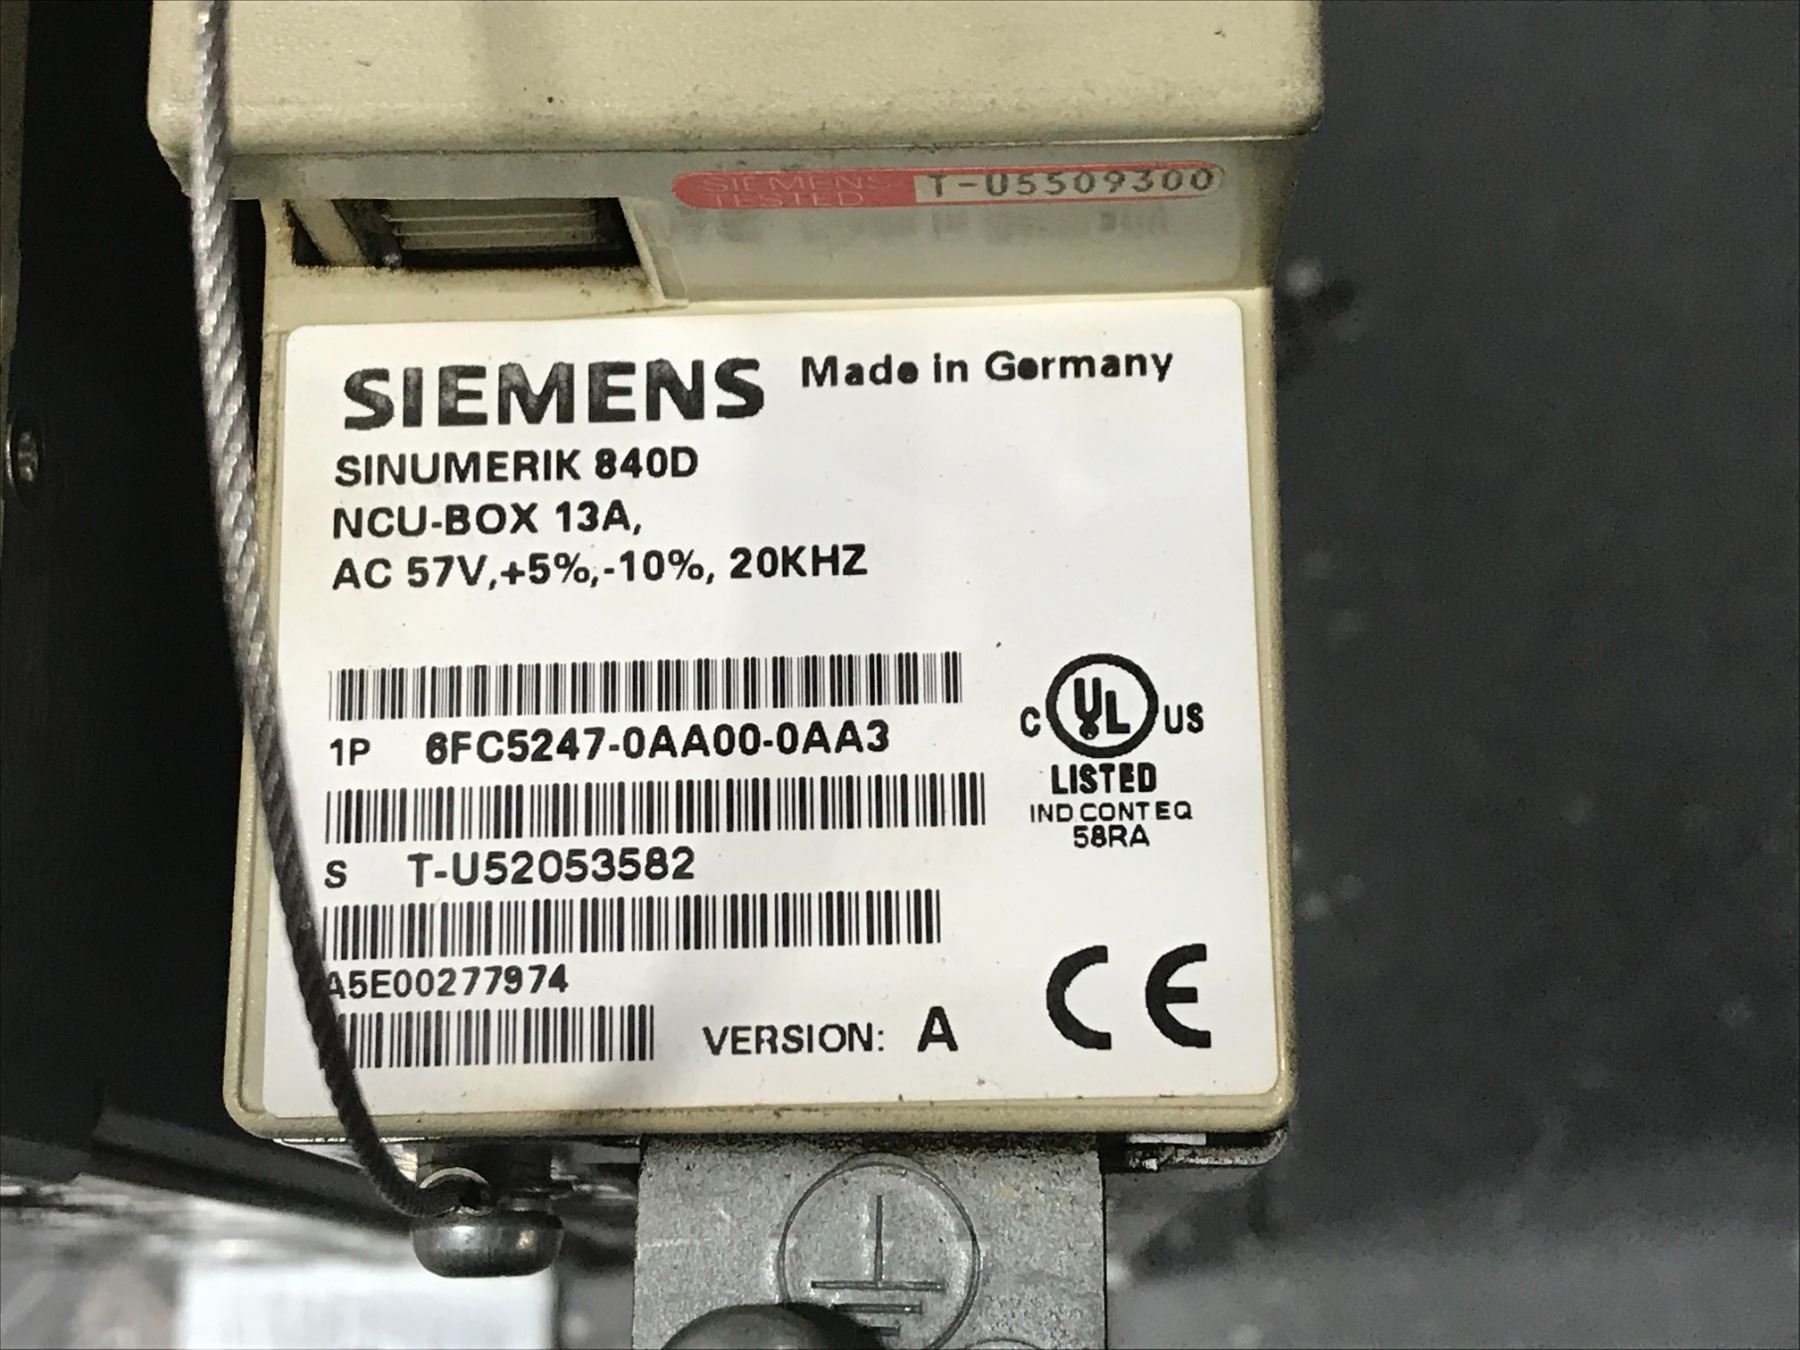 SIEMENS TESTED T-U5509300
SIEMENS Made in Germany
SINUMERIK 840D
NCU-BOX 13A,
AC 57V,+5%,-10%, 20KHZ
1P 6FC5247-0AA00-0AA3
C UL US
LISTED
IND.CONT EQ
58RA
S T-U52053582
A5E00277974
VERSION: A
CE